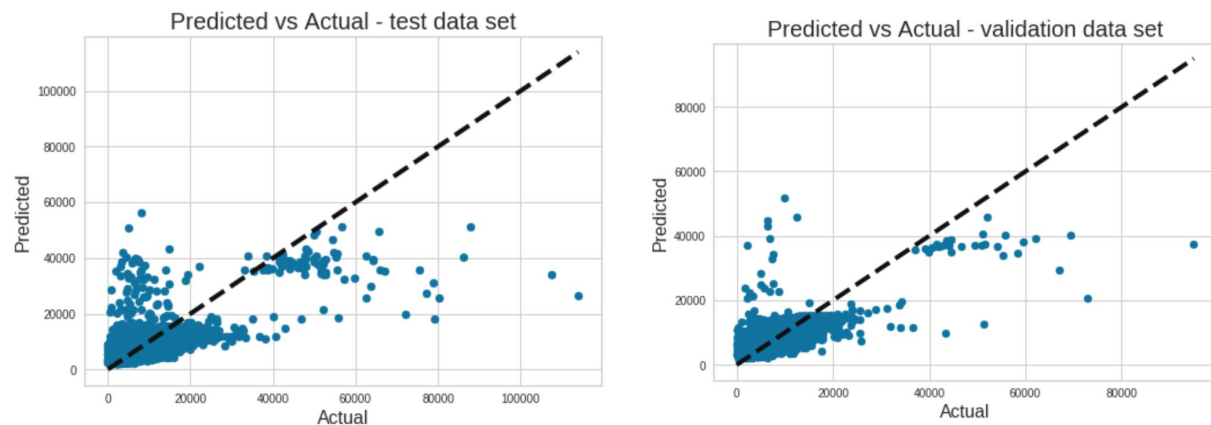 Predicted vs Actual - test data set
Predicted
100000
80000
60000
40000
20000
0
0 20000 40000 60000 80000 100000
Actual
Predicted vs Actual - validation data set
Predicted
80000
60000
40000
20000
0
0 20000 40000 60000 80000
Actual